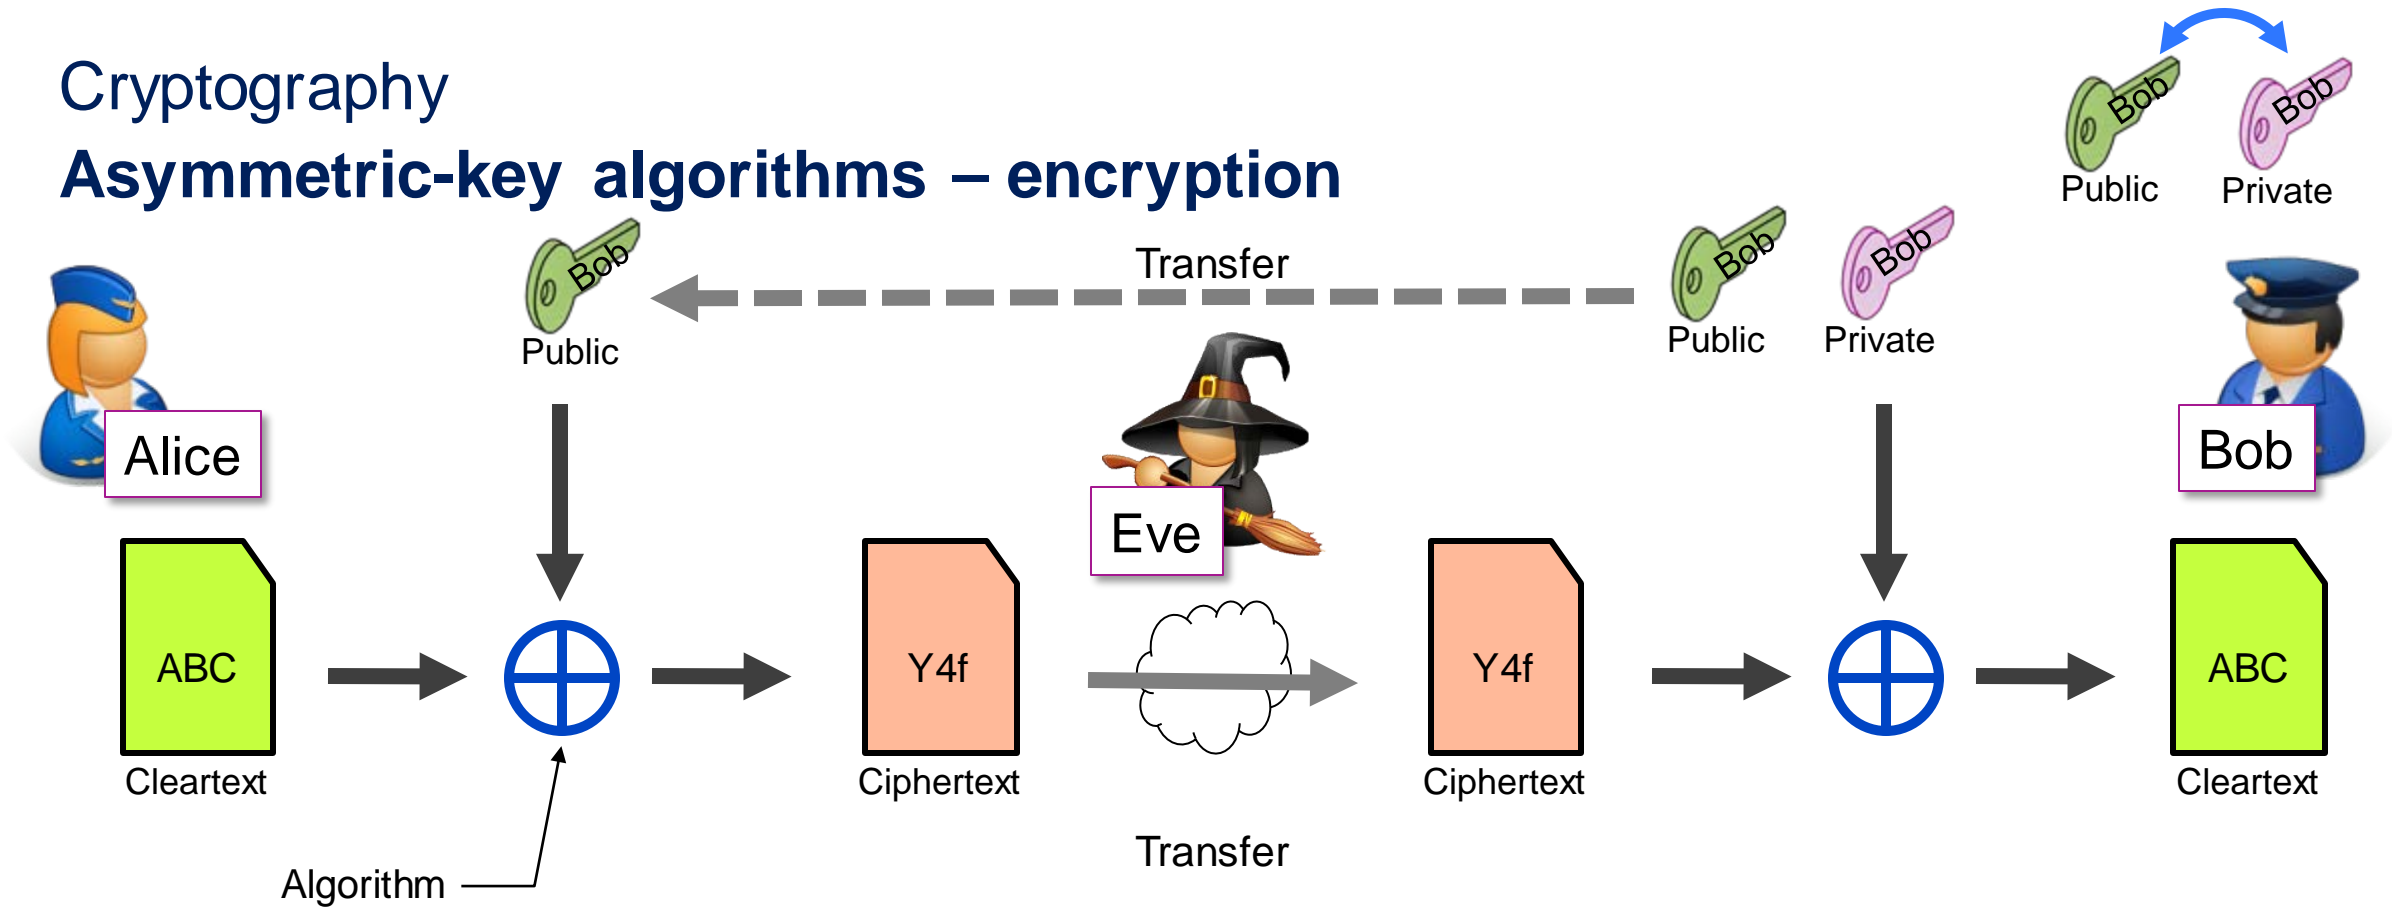 Cryptography
Asymmetric-key algorithms – encryption
Bob
Bob
Public
Private
Bob
Public
Transfer
Bob
Bob
Public
Private
Alice
Eve
Bob
ABC
Cleartext
Y4f
Ciphertext
Y4f
Ciphertext
ABC
Cleartext
Transfer
Algorithm